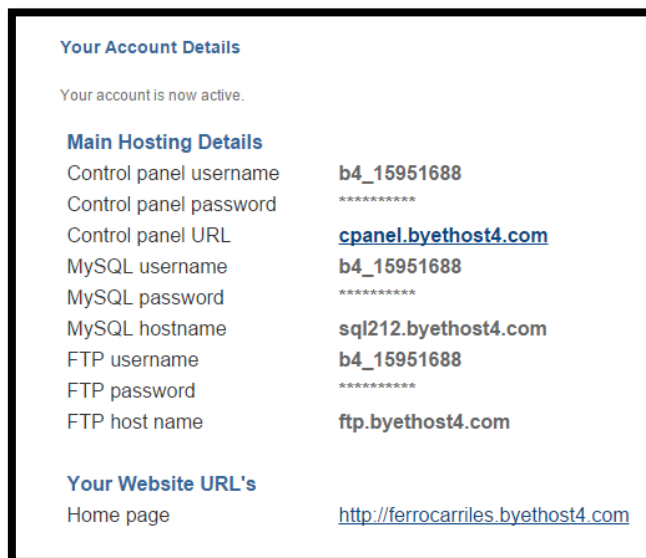 Your Account Details
Your account is now active.
Main Hosting Details
Control panel username b4_15951688
Control panel password **********
Control panel URL cpanel.byethost4.com
MySQL username b4_15951688
MySQL password **********
MySQL hostname sql212.byethost4.com
FTP username b4_15951688
FTP password **********
FTP host name ftp.byethost4.com
Your Website URL's
Home page http://ferrocarriles.byethost4.com